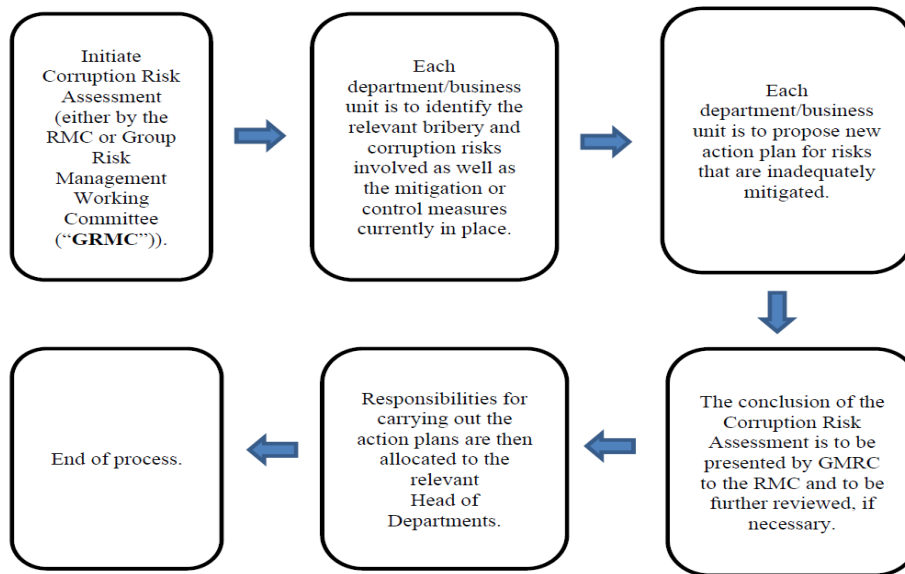 Initiate
Corruption Risk
Assessment
(either by the
RMC or Group
Risk
Management
Working
Committee
(“GRMC”)).
Each
department/business
unit is to identify the
relevant bribery and
corruption risks
involved as well as
the mitigation or
control measures
currently in place.
Each
department/business
unit is to propose new
action plan for risks
that are inadequately
mitigated.
The conclusion of the
Corruption Risk
Assessment is to be
presented by GMRC
to the RMC and to be
further reviewed, if
necessary.
Responsibilities for
carrying out the
action plans are then
allocated to the
relevant
Head of
Departments.
End of process.